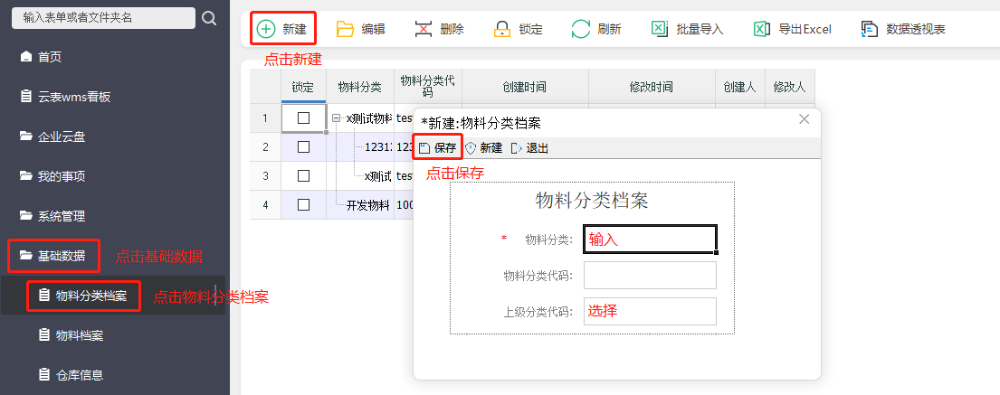 输入表单或者文件夹名
首页
云表wms看板
企业云盘
我的事项
系统管理
基础数据
点击基础数据
物料分类档案
点击物料分类档案
物料档案
仓库信息
新建 编辑 删除 锁定 刷新 批量导入 导出Excel 数据透视表
点击新建
锁定 物料分类 物料分类代码 创建时间 修改时间 创建人 修改人
1 x测试物料 tes
2 12312 123
3 x测试 tes
4 开发物料 100
*新建:物料分类档案
保存 新建 退出
点击保存
物料分类档案
* 物料分类: 输入
物料分类代码:
上级分类代码: 选择